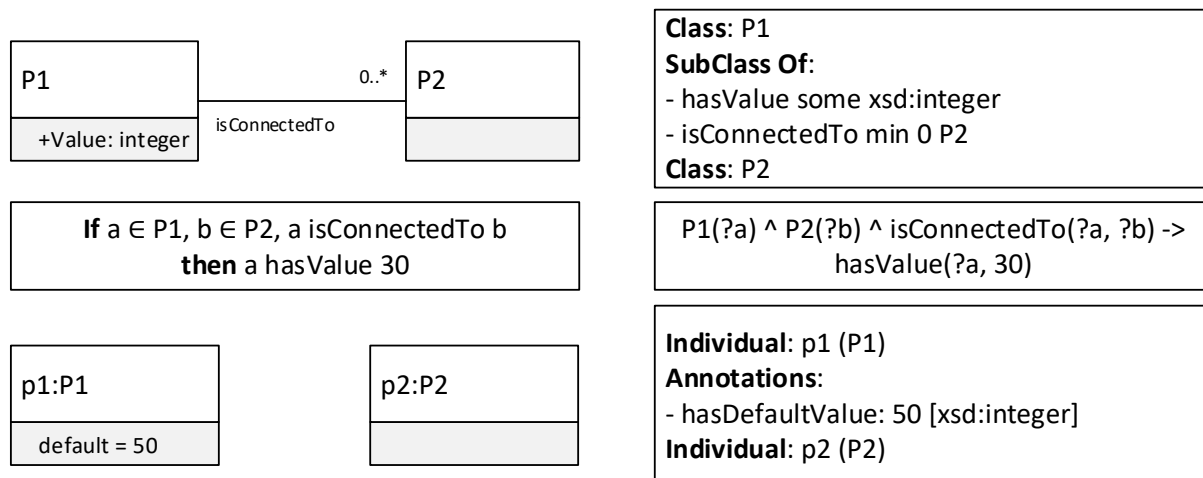 P1
+Value: integer
0..*
isConnectedTo
P2
Class: P1
SubClass Of:
- hasValue some xsd:integer
- isConnectedTo min 0 P2
Class: P2
If a ∈ P1, b ∈ P2, a isConnectedTo b
then a hasValue 30
P1(?a) ^ P2(?b) ^ isConnectedTo(?a, ?b) ->
hasValue(?a, 30)
p1:P1
default = 50
p2:P2
Individual: p1 (P1)
Annotations:
- hasDefaultValue: 50 [xsd:integer]
Individual: p2 (P2)